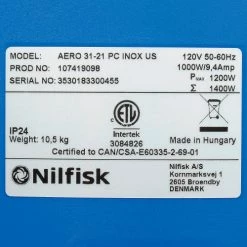 MODEL: AERO 31-21 PC INOX US 120V 50-60Hz
PROD NO: 107419098 1000W/9,4Amp
SERIAL NO: 3530183300455 P VMAX 1200W
Σ 1400W
ETL
Intertek
IP24 3084826 Made in Hungary
Weight: 10,5 kg
Certified to CAN/CSA-E60335-2-69-01
Nilfisk
Nilfisk A/S
Kornmarksvej 1
2605 Broendby
DENMARK